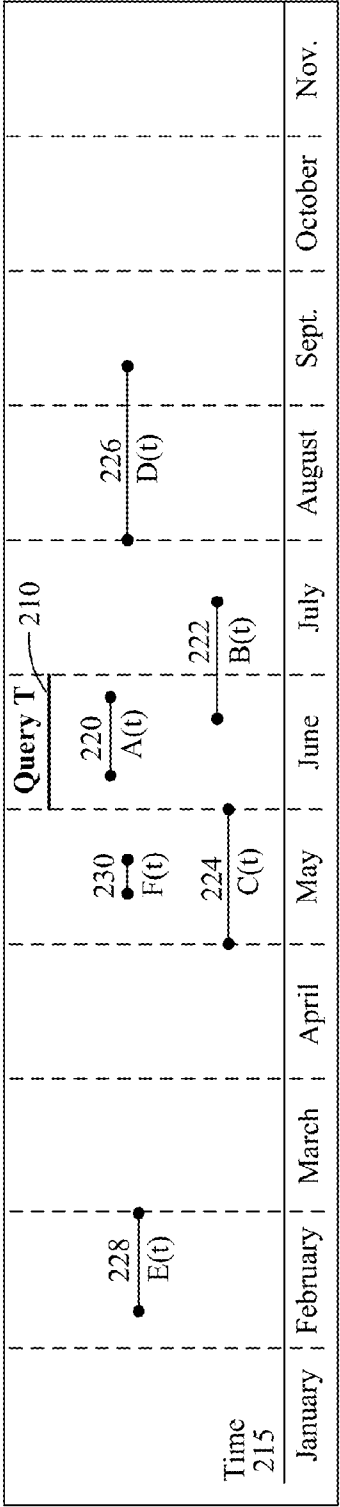 Query T
210
220
A(t)
230
F(t)
226
D(t)
228
E(t)
222
B(t)
224
C(t)
Time
215
January
February
March
April
May
June
July
August
Sept.
October
Nov.